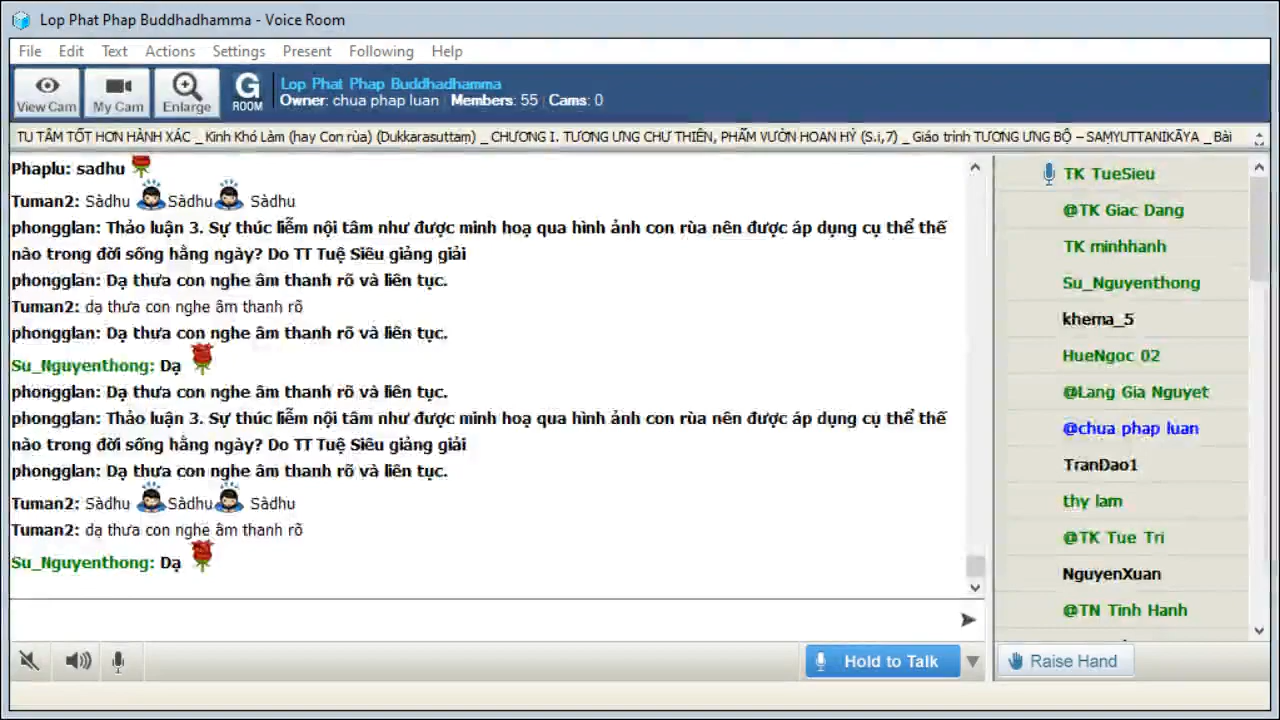 Lop Phat Phap Buddhadhamma - Voice Room
File Edit Text Actions Settings Present Following Help
View Cam My Cam Enlarge G ROOM
Lop Phat Phap Buddhadhamma
Owner: chua phap luan Members: 55 Cams: 0
TU TÂM TỐT HƠN HÀNH XÁC _ Kinh Khó Làm (hay Con rùa) (Dukkarasuttaṃ) _ CHƯƠNG I. TƯƠNG ƯNG CHƯ THIÊN, PHẨM VƯỜN HOAN HỶ (S.i,7) _ Giáo trình TƯƠNG ƯNG BỘ – SAṂYUTTANIKĀYA _ Bài
Phaplu: sadhu
Tuman2: Sàdhu Sàdhu Sàdhu
phongglan: Thảo luận 3. Sự thúc liễm nội tâm như được minh hoạ qua hình ảnh con rùa nên được áp dụng cụ thể thế
nào trong đời sống hằng ngày? Do TT Tuệ Siêu giảng giải
phongglan: Dạ thưa con nghe âm thanh rõ và liên tục.
Tuman2: dạ thưa con nghe âm thanh rõ
phongglan: Dạ thưa con nghe âm thanh rõ và liên tục.
Su_Nguyenthong: Dạ
phongglan: Dạ thưa con nghe âm thanh rõ và liên tục.
phongglan: Thảo luận 3. Sự thúc liễm nội tâm như được minh hoạ qua hình ảnh con rùa nên được áp dụng cụ thể thế
nào trong đời sống hằng ngày? Do TT Tuệ Siêu giảng giải
phongglan: Dạ thưa con nghe âm thanh rõ và liên tục.
Tuman2: Sàdhu Sàdhu Sàdhu
Tuman2: dạ thưa con nghe âm thanh rõ
Su_Nguyenthong: Dạ
TK TueSieu
@TK Giac Dang
TK minhhanh
Su_Nguyenthong
khema_5
HueNgoc 02
@Lang Gia Nguyet
@chua phap luan
TranDao1
thy lam
@TK Tue Tri
NguyenXuan
@TN Tinh Hanh
Hold to Talk
Raise Hand